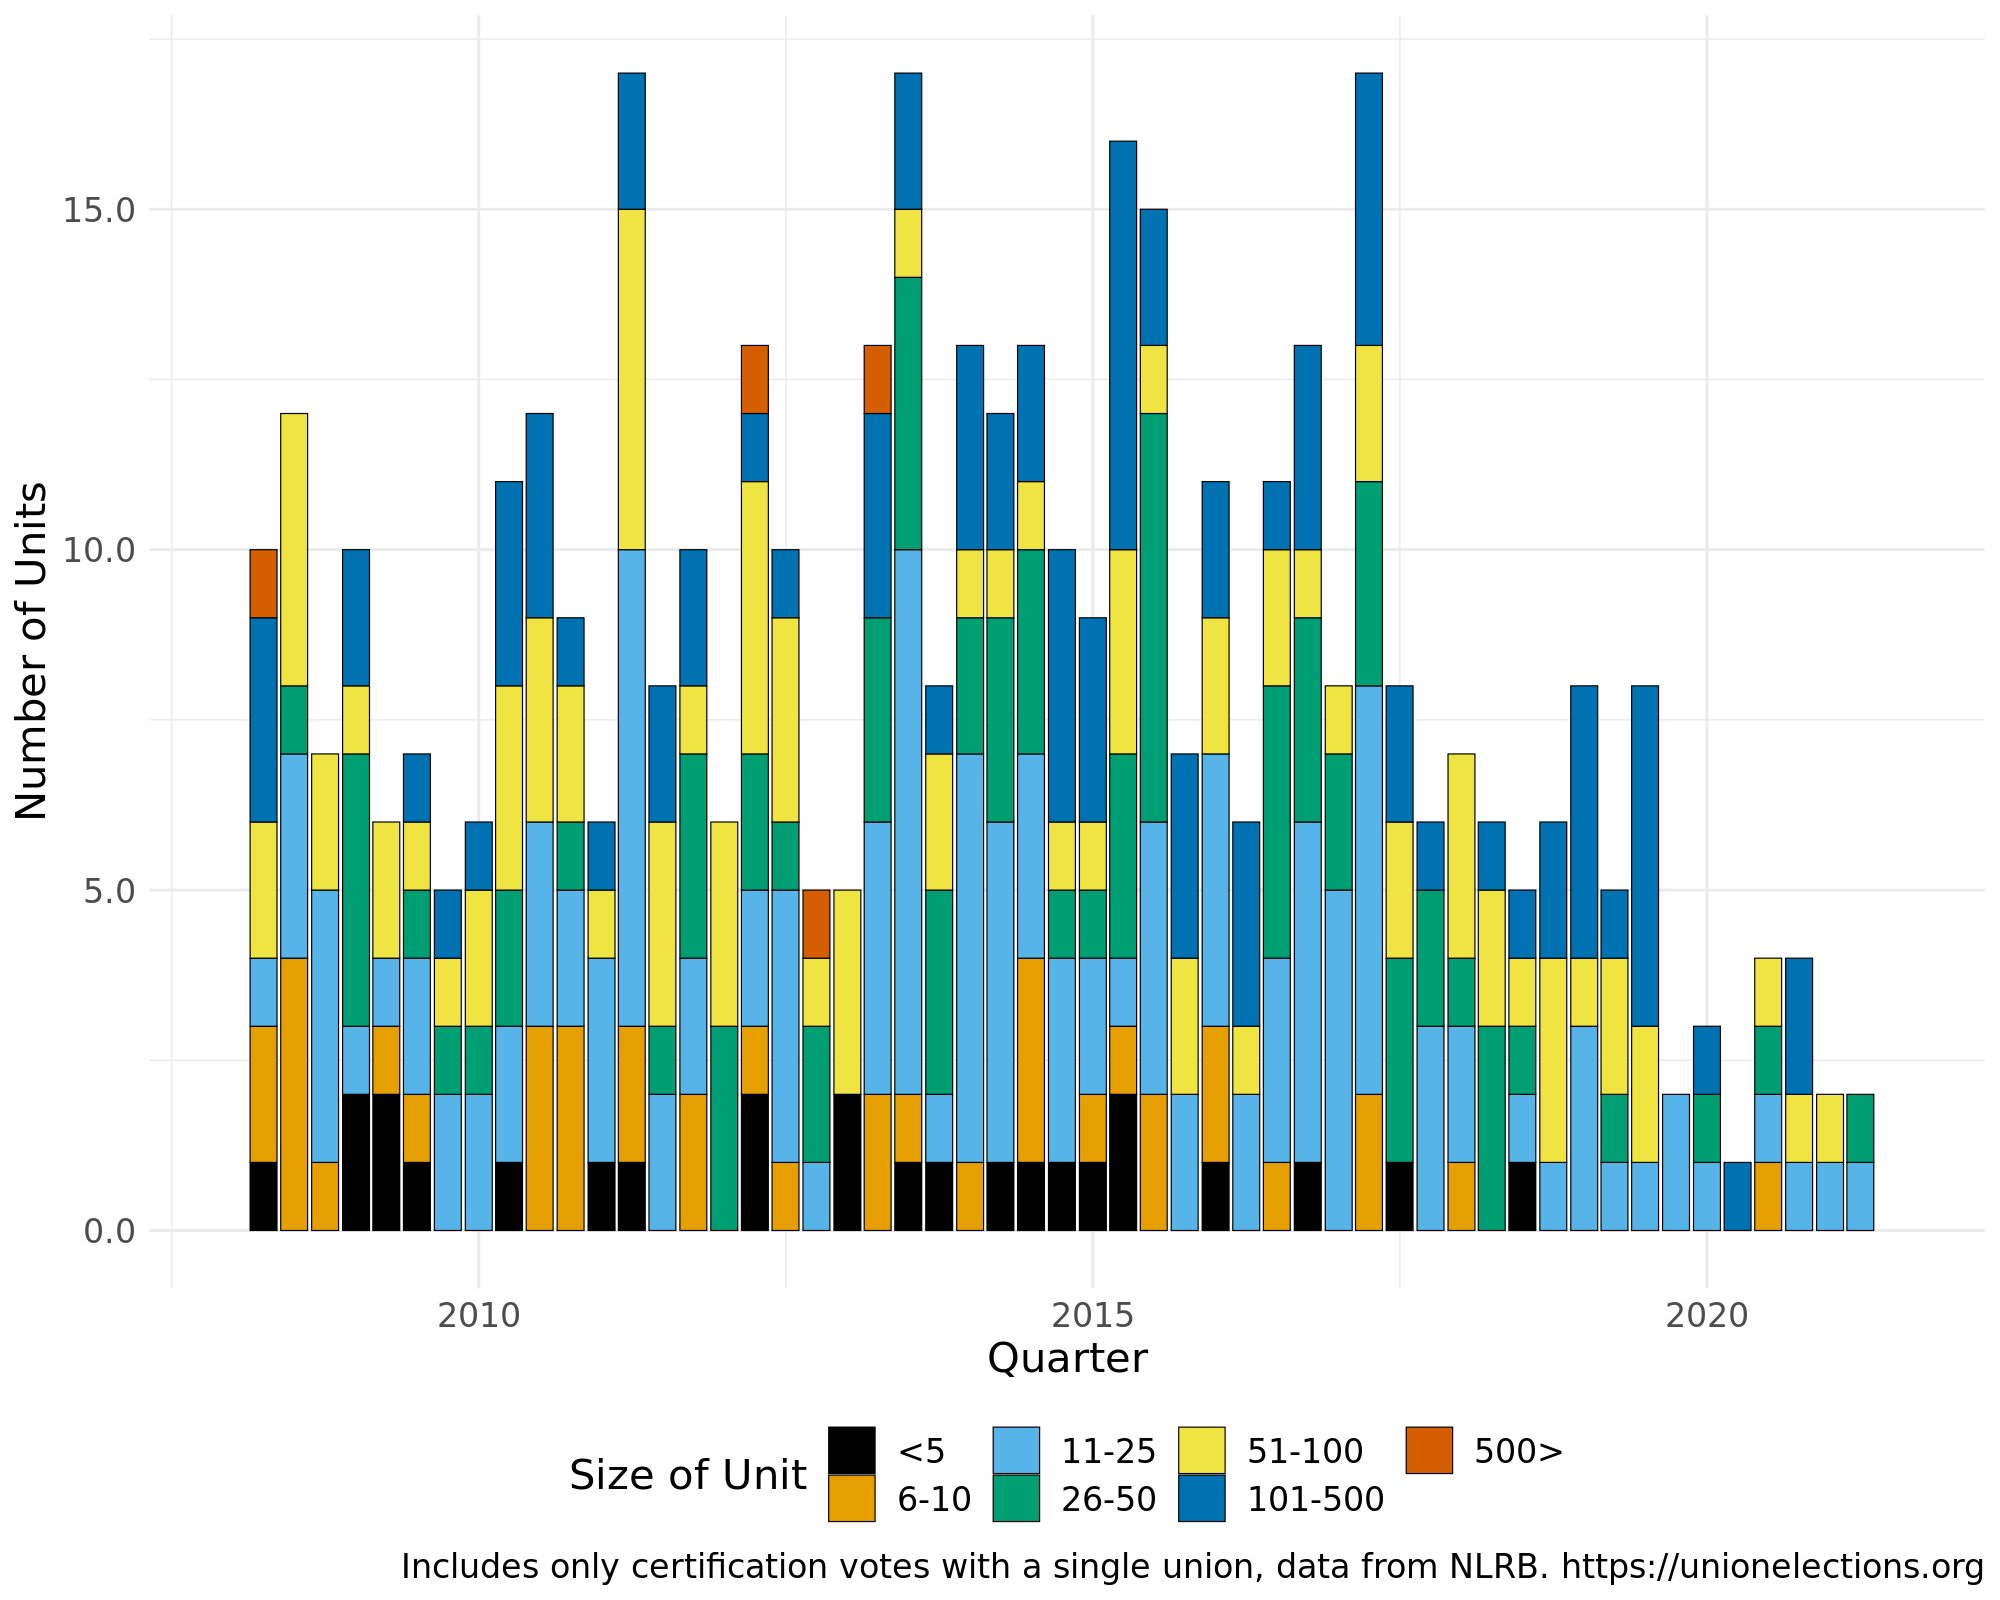 15.0
10.0
5.0
0.0
Number of Units
2010 2015 2020
Quarter
Size of Unit
<5 11-25 51-100 500>
6-10 26-50 101-500
Includes only certification votes with a single union, data from NLRB. https://unionelections.org